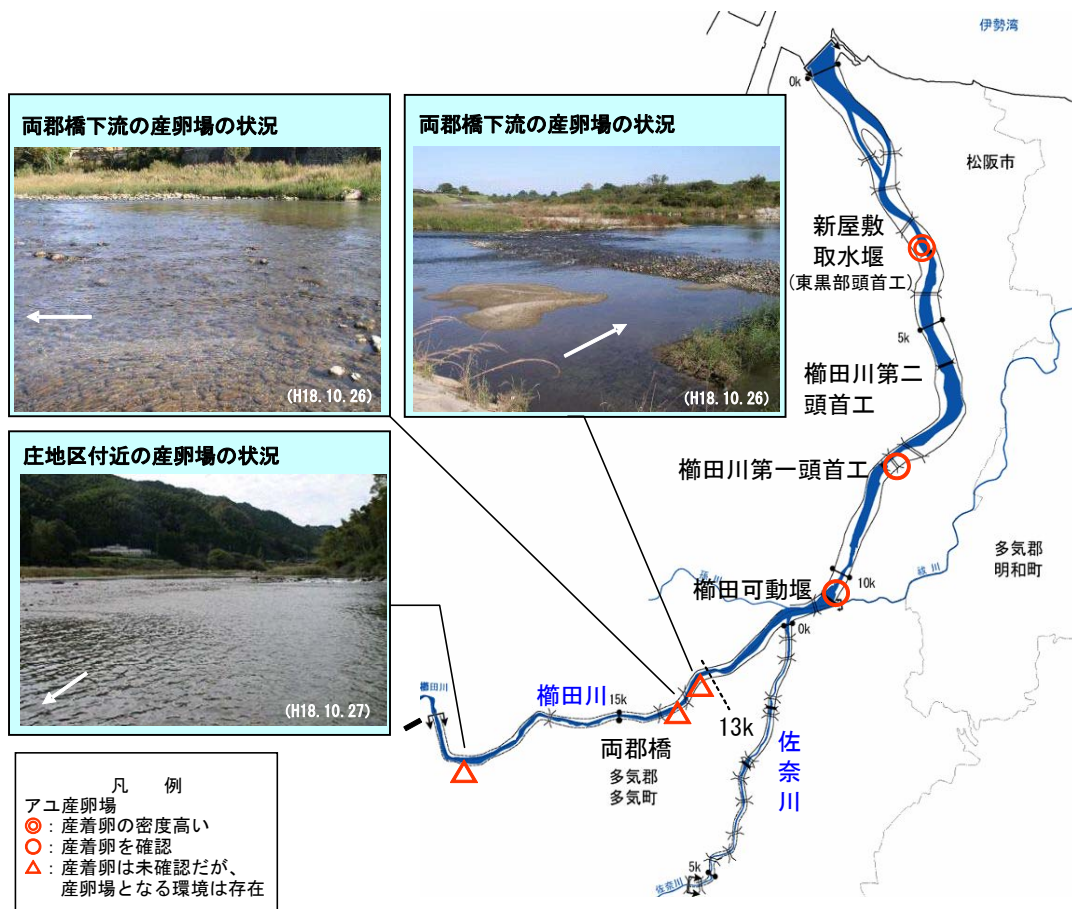 両郡橋下流の産卵場の状況
(H18.10.26)
両郡橋下流の産卵場の状況
(H18.10.26)
庄地区付近の産卵場の状況
(H18.10.27)
伊勢湾
0k
松阪市
新屋敷
取水堰
(東黒部頭首工)
5k
櫛田川第二
頭首工
櫛田川第一頭首工
多気郡
明和町
祓川
10k
櫛田可動堰
0k
櫛田川
櫛田川
15k
13k
両郡橋
多気郡
多気町
佐奈川
5k
佐奈川
凡 例
アユ産卵場
◎:産着卵の密度高い
○:産着卵を確認
△:産着卵は未確認だが、
産卵場となる環境は存在